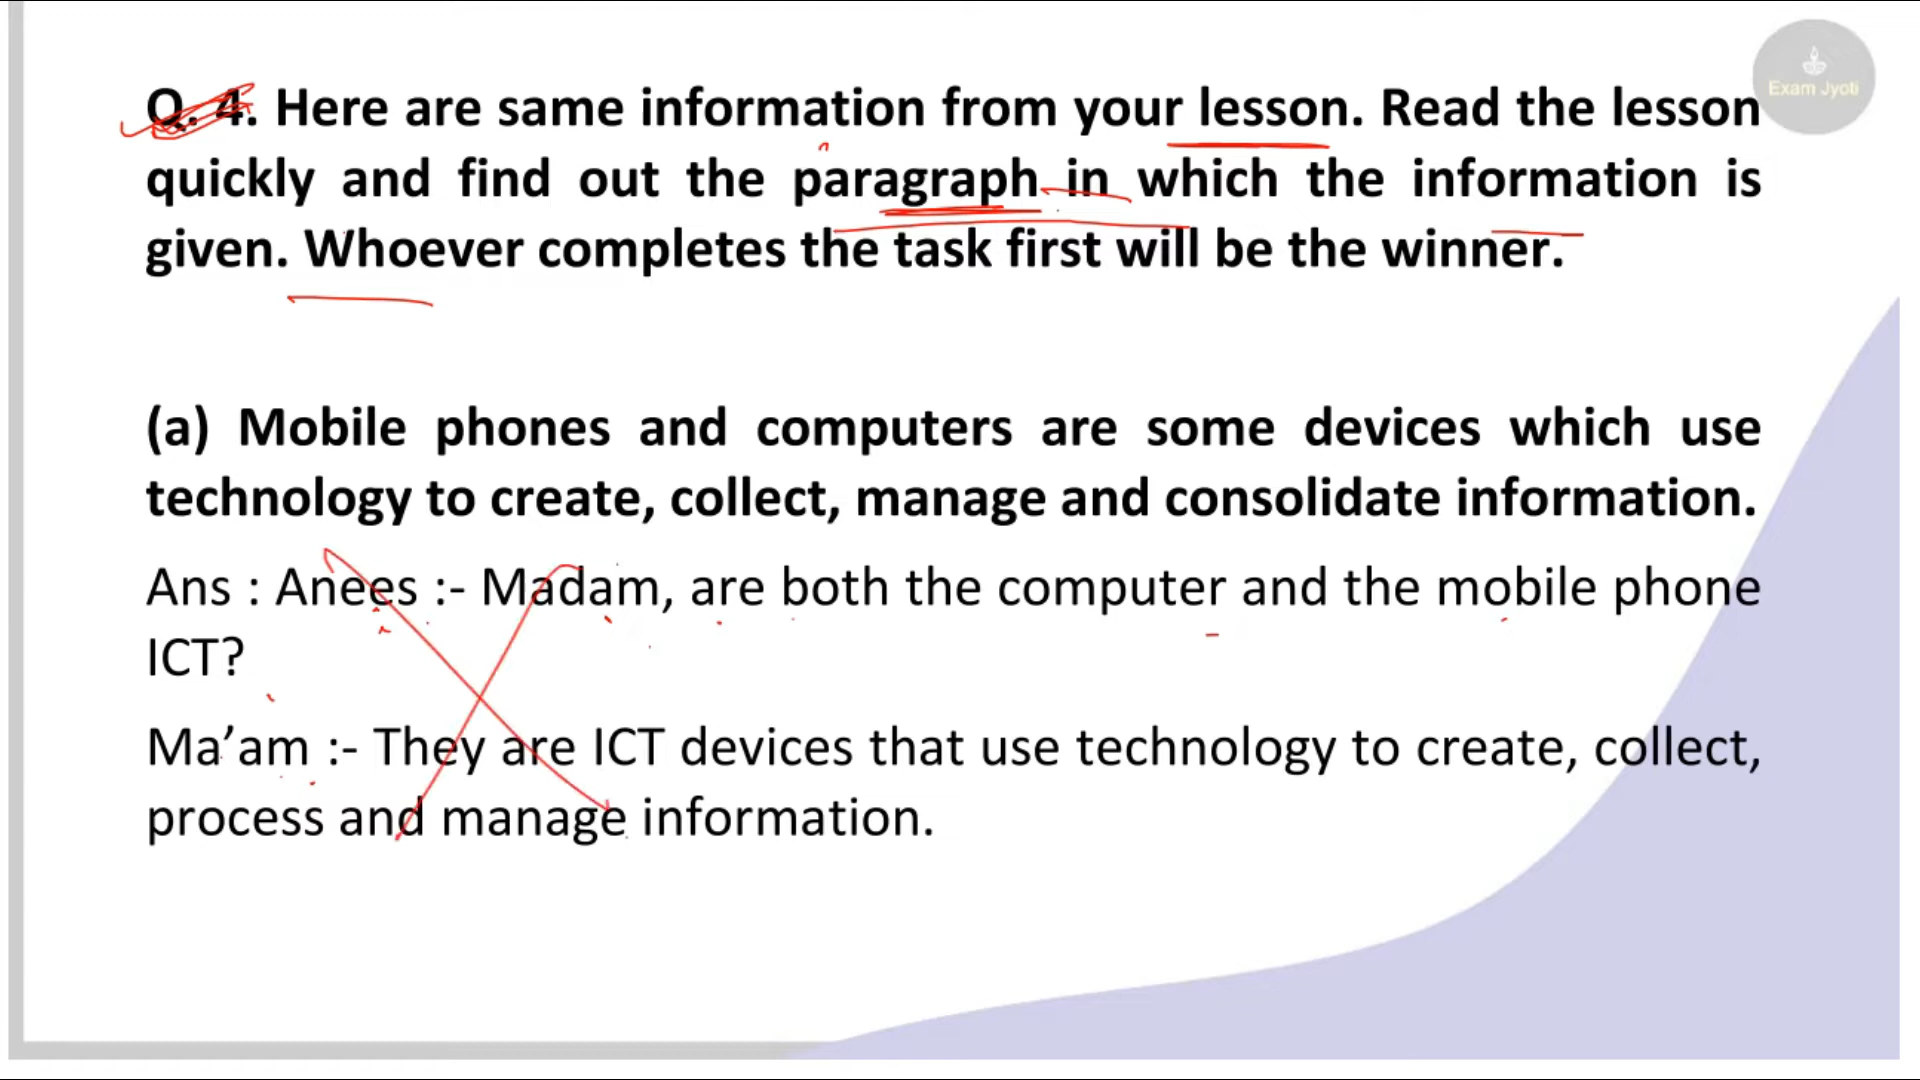 Exam Jyoti
Q. 4. Here are same information from your lesson. Read the lesson
quickly and find out the paragraph in which the information is
given. Whoever completes the task first will be the winner.
(a) Mobile phones and computers are some devices which use
technology to create, collect, manage and consolidate information.
Ans : Anees :- Madam, are both the computer and the mobile phone
ICT?
Ma’am :- They are ICT devices that use technology to create, collect,
process and manage information.